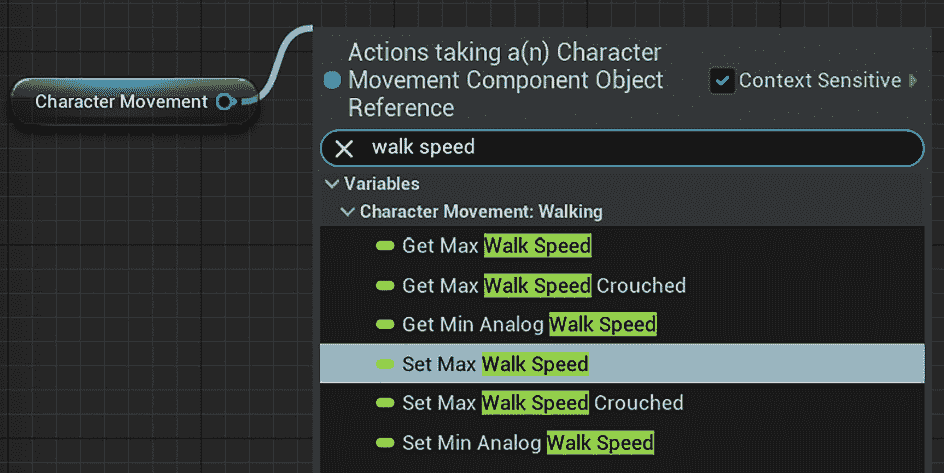 Character Movement
Actions taking a(n) Character
Movement Component Object
Reference
Context Sensitive
walk speed
Variables
Character Movement: Walking
Get Max Walk Speed
Get Max Walk Speed Crouched
Get Min Analog Walk Speed
Set Max Walk Speed
Set Max Walk Speed Crouched
Set Min Analog Walk Speed